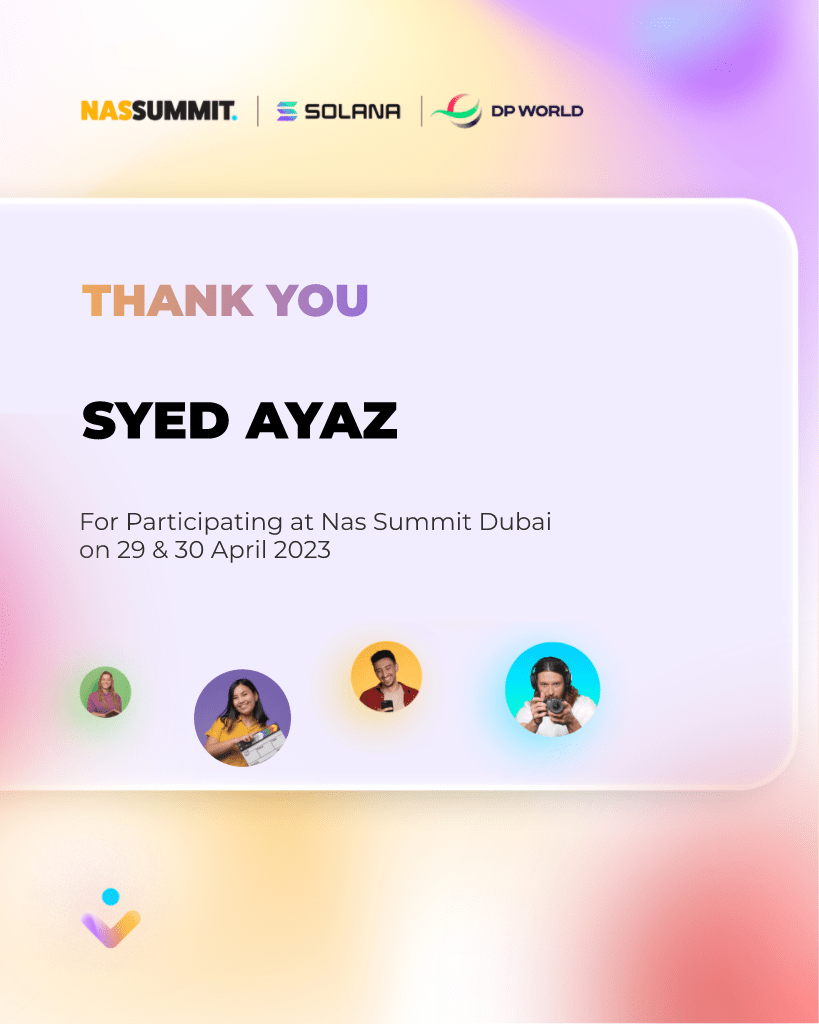 NASSUMMIT. | SOLANA | DP WORLD
THANK YOU
SYED AYAZ
For Participating at Nas Summit Dubai
on 29 & 30 April 2023